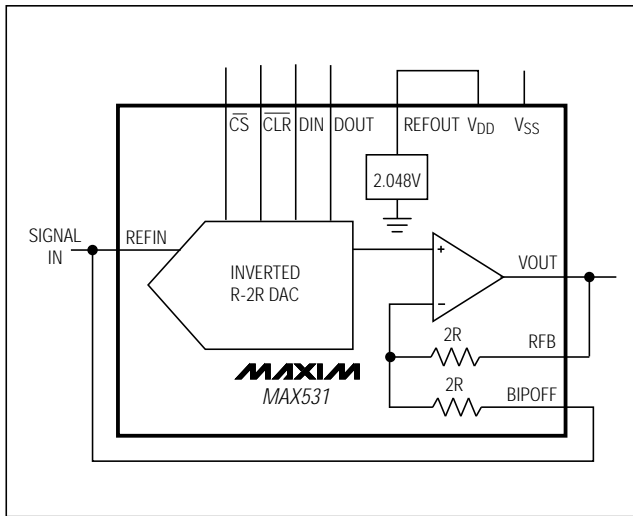 CS CLR DIN DOUT REFOUT VDD VSS
2.048V
SIGNAL
IN
REFIN
INVERTED
R-2R DAC
+
−
VOUT
2R
RFB
2R
BIPOFF
MAXIM
MAX531